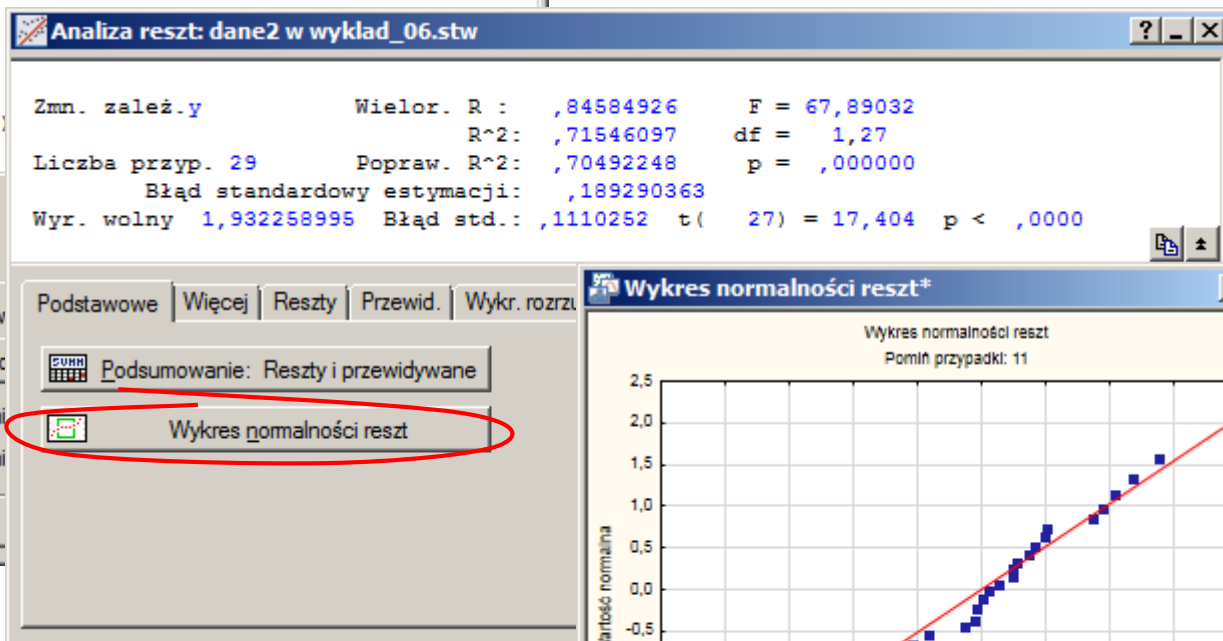 Analiza reszt: dane2 w wyklad_06.stw
Zmn. zależ.y Wielor. R : ,84584926 F = 67,89032
R^2: ,71546097 df = 1,27
Liczba przyp. 29 Popraw. R^2: ,70492248 p = ,000000
Błąd standardowy estymacji: ,189290363
Wyr. wolny 1,932258995 Błąd std.: ,1110252 t( 27) = 17,404 p < ,0000
Podstawowe Więcej Reszty Przewid. Wykr. rozrzu
Podsumowanie: Reszty i przewidywane
Wykres normalności reszt
Wykres normalności reszt*
Wykres normalności reszt
Pomiń przypadki: 11
2,5
2,0
1,5
1,0
0,5
0,0
-0,5
normalna